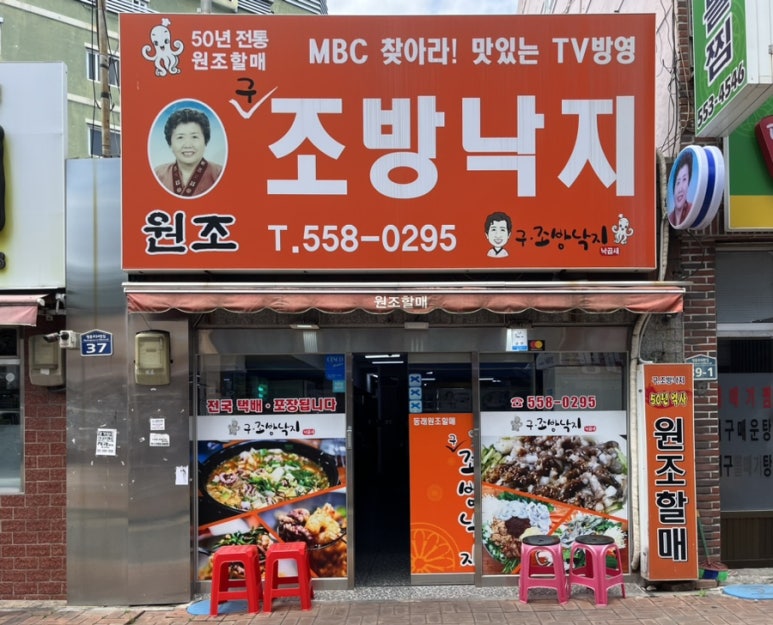 50년 전통
원조할매
MBC 찾아라! 맛있는 TV방영
구
조방낙지
원조
T.558-0295
구·조방낙지
낙곱새
원조할매
찜
553-4546
37
9-1
전국 택배·포장됩니다
구·조방낙지
동래원조할매
구
조방낙지
☎ 558-0295
구·조방낙지
구.조방낙지
50년 역사
원조할매